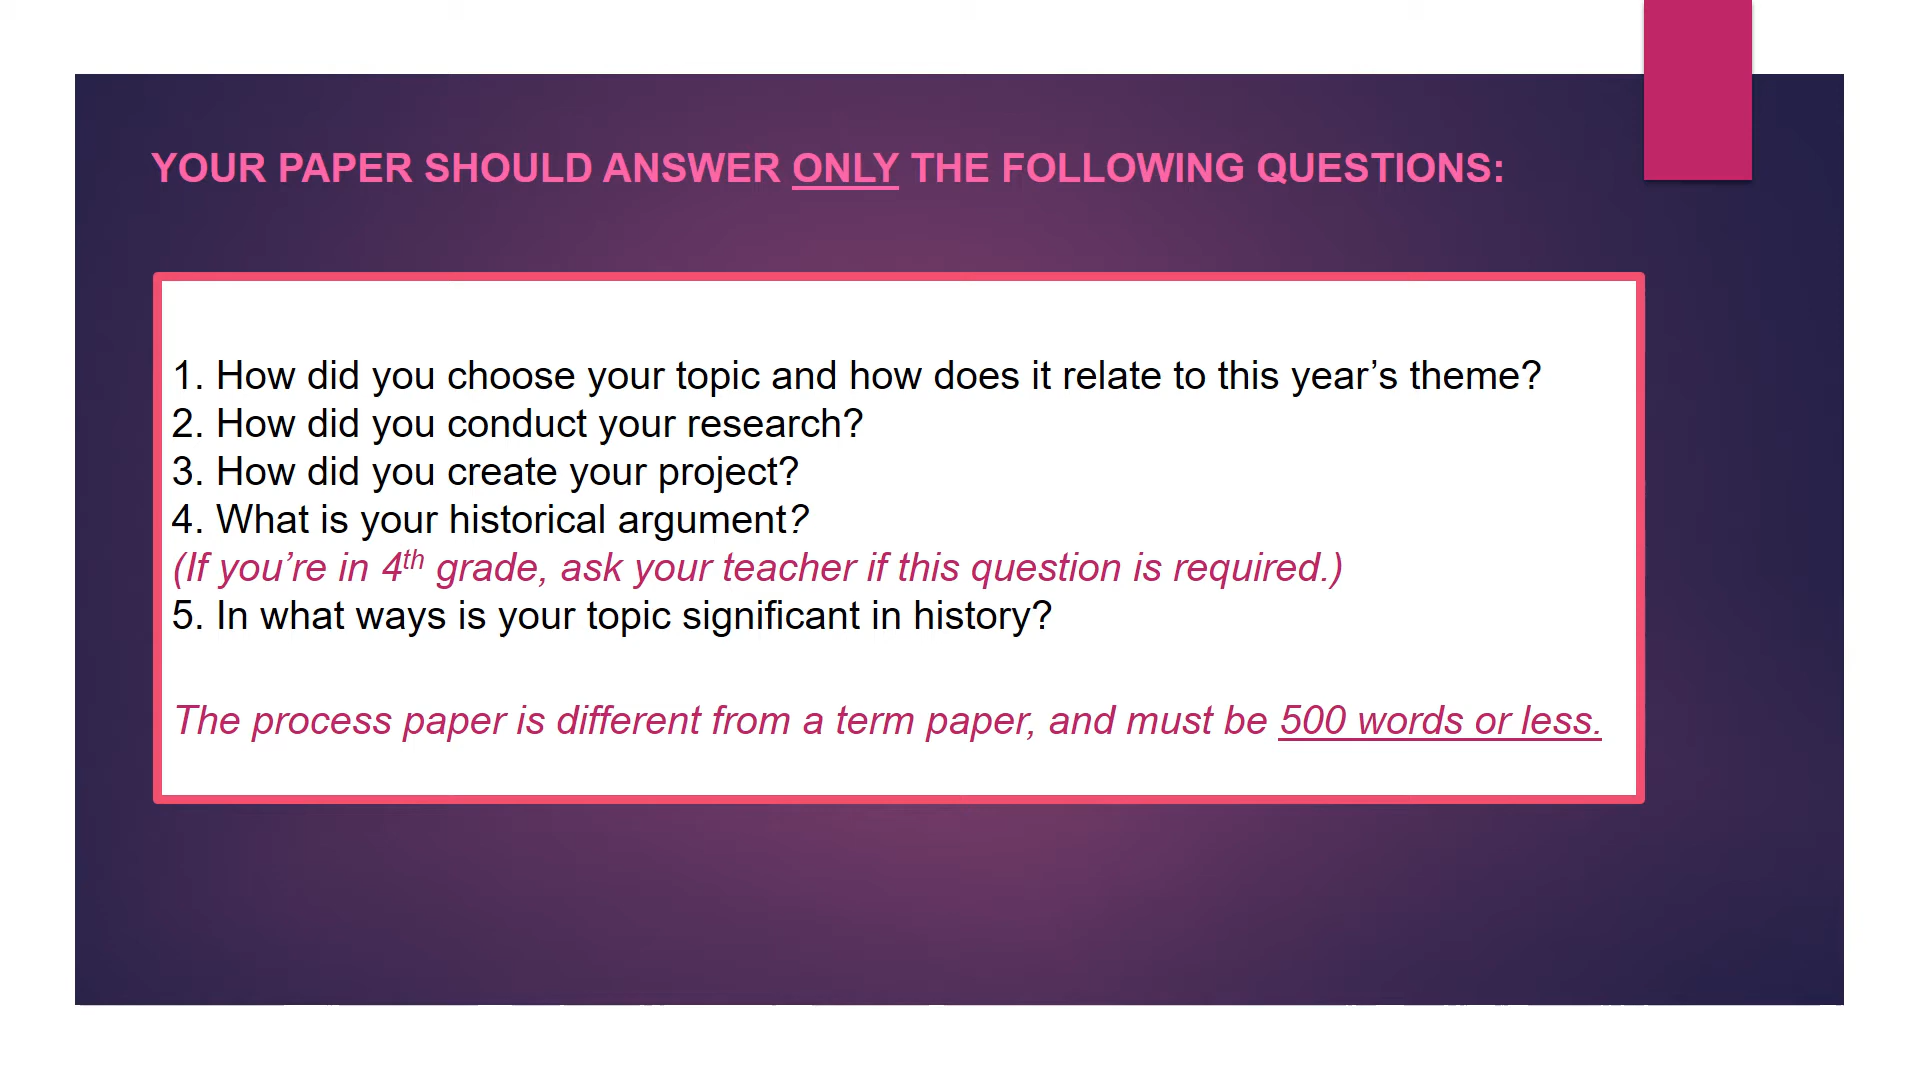 YOUR PAPER SHOULD ANSWER ONLY THE FOLLOWING QUESTIONS:
1. How did you choose your topic and how does it relate to this year’s theme?
2. How did you conduct your research?
3. How did you create your project?
4. What is your historical argument?
(If you’re in 4th grade, ask your teacher if this question is required.)
5. In what ways is your topic significant in history?
The process paper is different from a term paper, and must be 500 words or less.